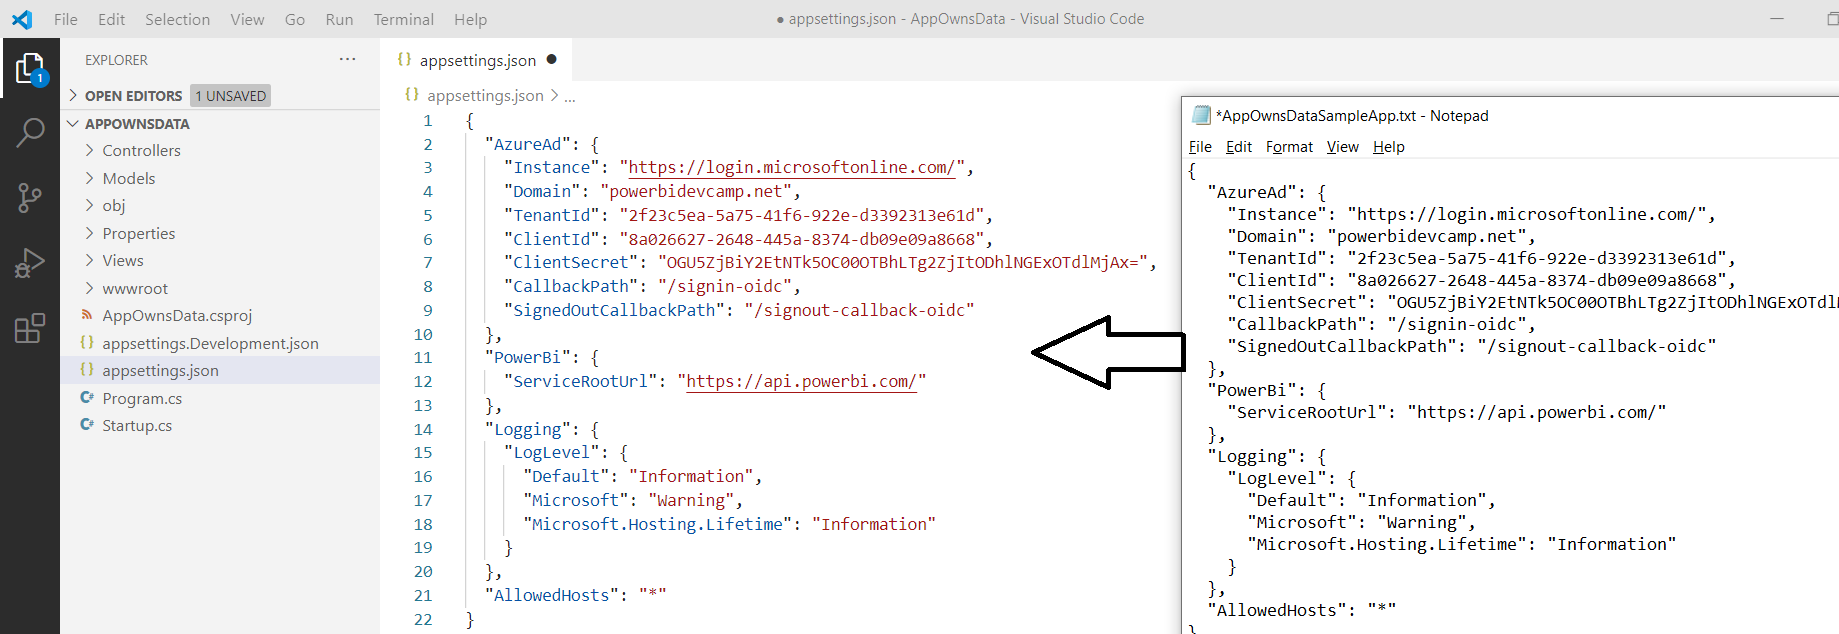 File Edit Selection View Go Run Terminal Help
● appsettings.json - AppOwnsData - Visual Studio Code
1
EXPLORER ···
OPEN EDITORS 1 UNSAVED
APPOWNSDATA
Controllers
Models
obj
Properties
Views
wwwroot
AppOwnsData.csproj
{} appsettings.Development.json
{} appsettings.json
C# Program.cs
C# Startup.cs
{} appsettings.json ●
{} appsettings.json > ...
1 {
2 "AzureAd": {
3 "Instance": "https://login.microsoftonline.com/",
4 "Domain": "powerbidevcamp.net",
5 "TenantId": "2f23c5ea-5a75-41f6-922e-d3392313e61d",
6 "ClientId": "8a026627-2648-445a-8374-db09e09a8668",
7 "ClientSecret": "OGU5ZjBiY2EtNTk5OC00OTBhLTg2ZjItODhlNGExOTdlMjAx=",
8 "CallbackPath": "/signin-oidc",
9 "SignedOutCallbackPath": "/signout-callback-oidc"
10 },
11 "PowerBi": {
12 "ServiceRootUrl": "https://api.powerbi.com/"
13 },
14 "Logging": {
15 "LogLevel": {
16 "Default": "Information",
17 "Microsoft": "Warning",
18 "Microsoft.Hosting.Lifetime": "Information"
19 }
20 },
21 "AllowedHosts": "*"
22 }
*AppOwnsDataSampleApp.txt - Notepad
File Edit Format View Help
{
"AzureAd": {
"Instance": "https://login.microsoftonline.com/",
"Domain": "powerbidevcamp.net",
"TenantId": "2f23c5ea-5a75-41f6-922e-d3392313e61d",
"ClientId": "8a026627-2648-445a-8374-db09e09a8668",
"ClientSecret": "OGU5ZjBiY2EtNTk5OC00OTBhLTg2ZjItODhlNGExOTdl
"CallbackPath": "/signin-oidc",
"SignedOutCallbackPath": "/signout-callback-oidc"
},
"PowerBi": {
"ServiceRootUrl": "https://api.powerbi.com/"
},
"Logging": {
"LogLevel": {
"Default": "Information",
"Microsoft": "Warning",
"Microsoft.Hosting.Lifetime": "Information"
}
},
"AllowedHosts": "*"
}